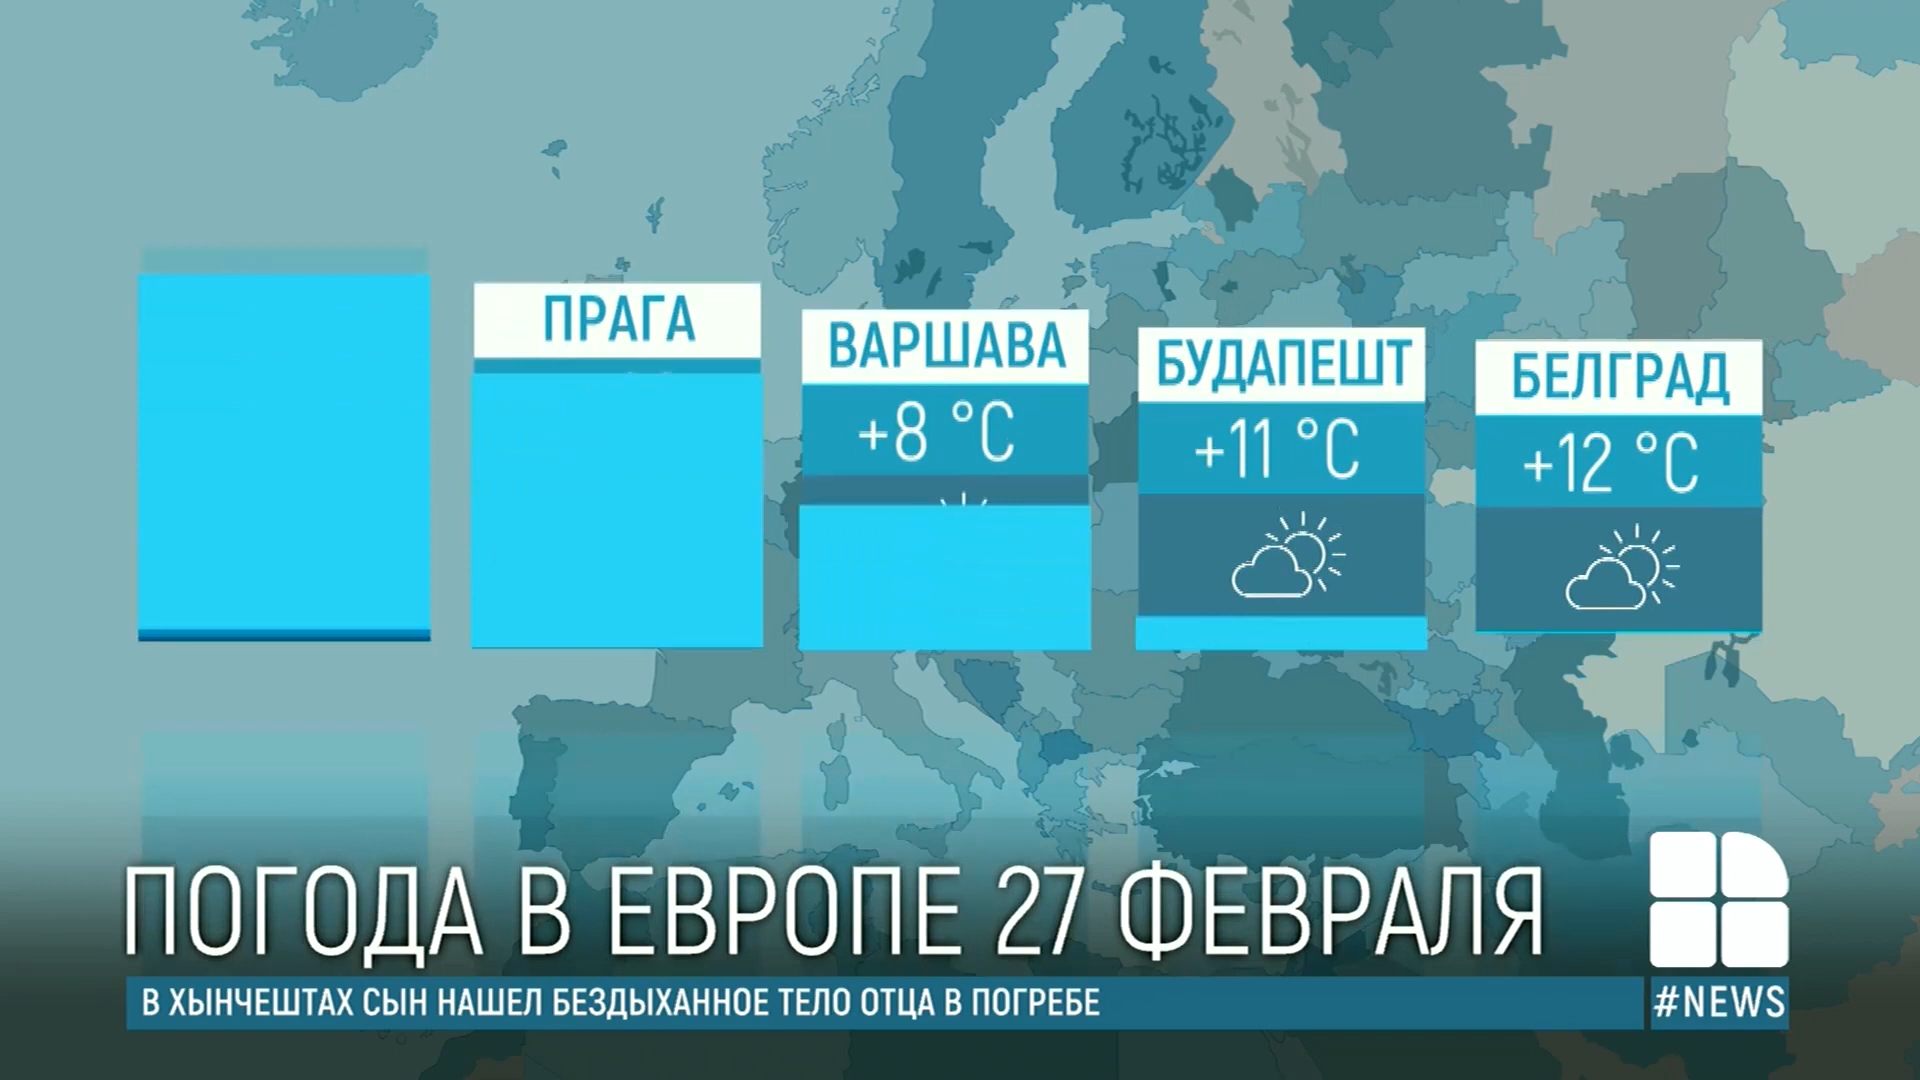 ПРАГА
ВАРШАВА
+8 °C
БУДАПЕШТ
+11 °C
БЕЛГРАД
+12 °C
ПОГОДА В ЕВРОПЕ 27 ФЕВРАЛЯ
В ХЫНЧЕШТАХ СЫН НАШЕЛ БЕЗДЫХАННОЕ ТЕЛО ОТЦА В ПОГРЕБЕ
#NEWS